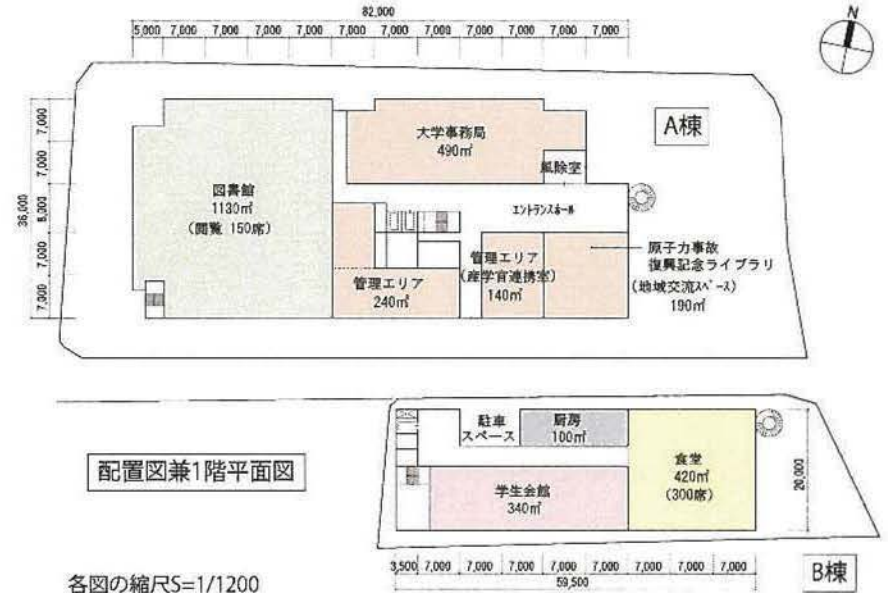 82,000
5,000 7,000 7,000 7,000 7,000 7,000 7,000 7,000 7,000 7,000 7,000 7,000
N
36,000
7,000
7,000
8,000
7,000
7,000
A棟
大学事務局
490㎡
風除室
図書館
1130㎡
(閲覧 150席)
エントランスホール
管理エリア
240㎡
管理エリア
(産学官連携室)
140㎡
原子力事故
復興記念ライブラリ
(地域交流スペース)
190㎡
駐車
スペース
厨房
100㎡
食堂
420㎡
(300席)
学生会館
340㎡
20,000
配置図兼1階平面図
3,500 7,000 7,000 7,000 7,000 7,000 7,000 7,000 7,000
59,500
B棟
各図の縮尺S=1/1200